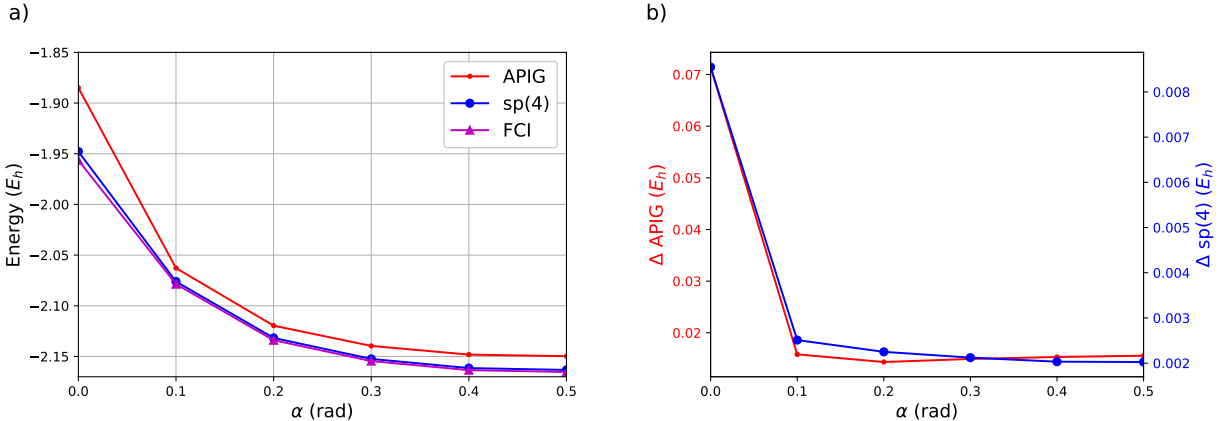 a)
−1.85
−1.90
−1.95
−2.00
−2.05
−2.10
−2.15
Energy (E_h)
0.0 0.1 0.2 0.3 0.4 0.5
α (rad)
APIG
sp(4)
FCI
b)
0.07
0.06
0.05
0.04
0.03
0.02
Δ APIG (E_h)
0.0 0.1 0.2 0.3 0.4 0.5
α (rad)
0.008
0.007
0.006
0.005
0.004
0.003
0.002
Δ sp(4) (E_h)